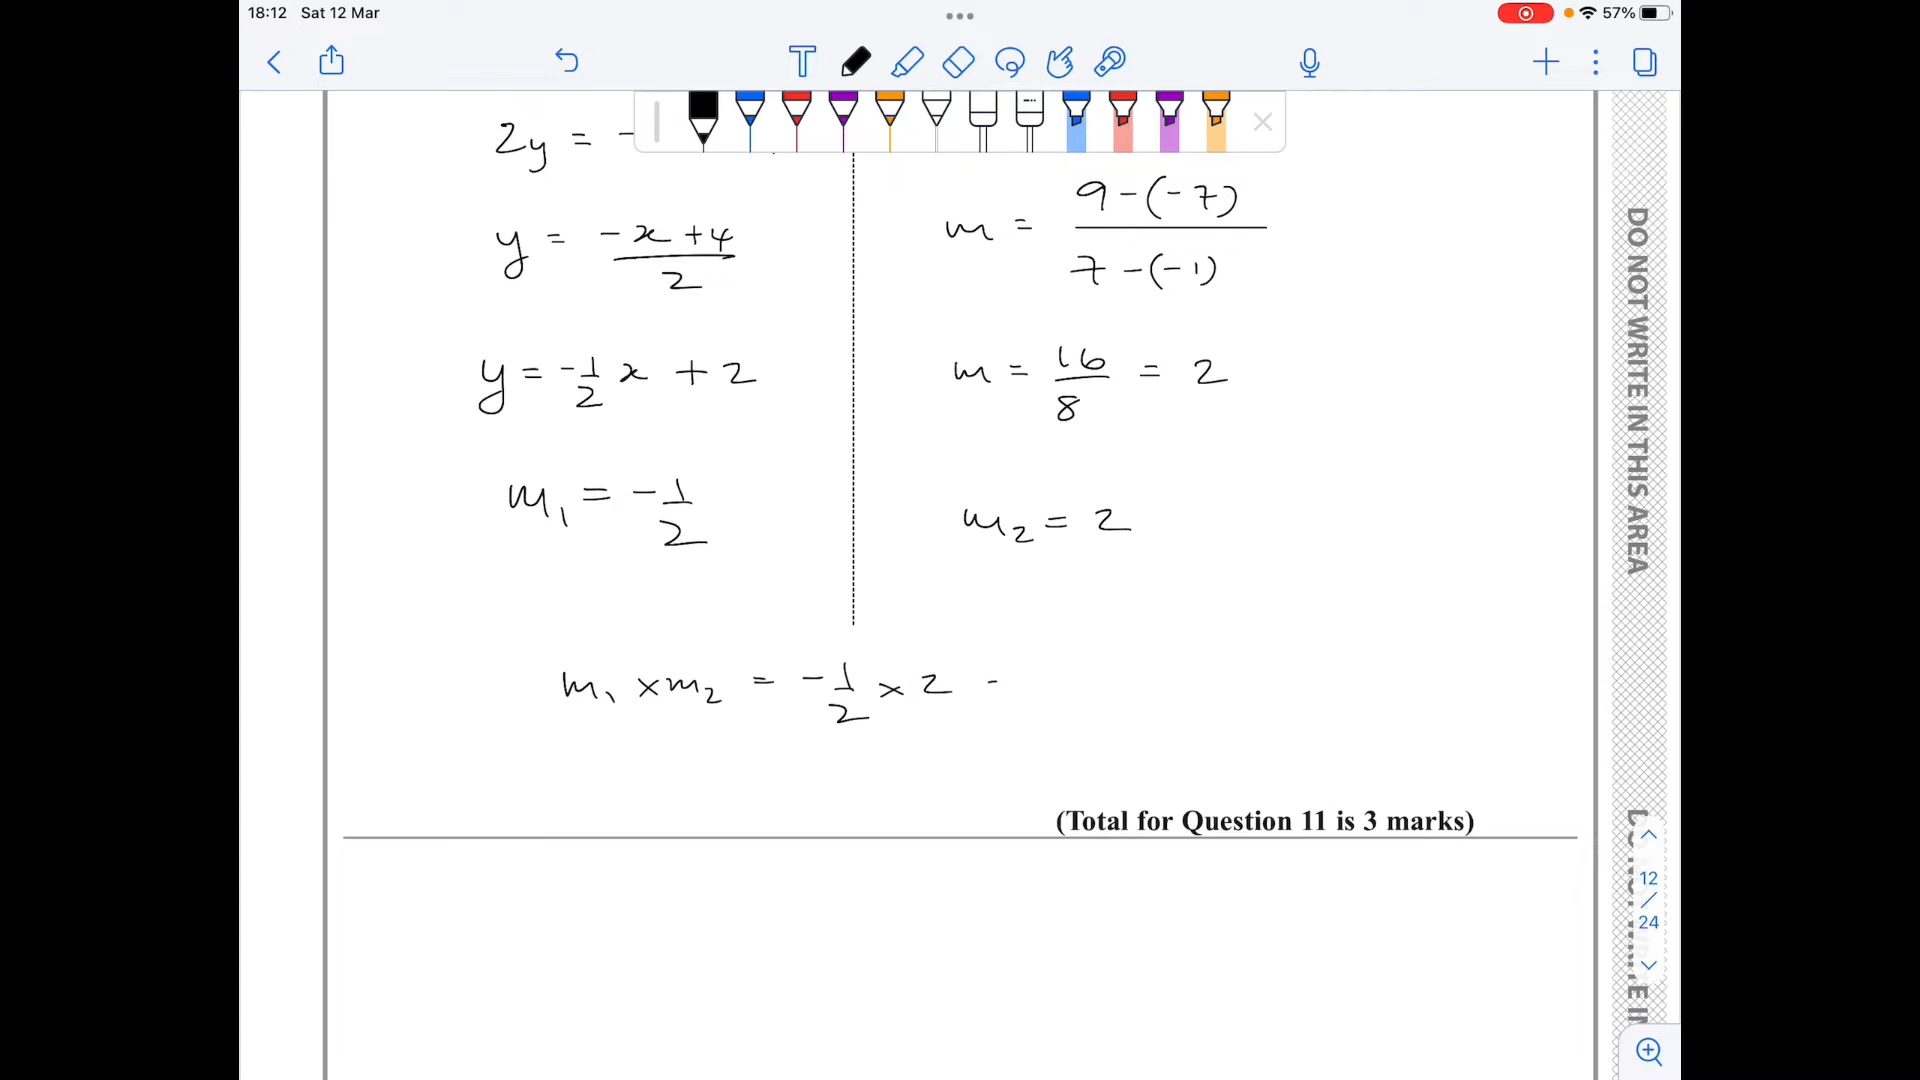 18:12 Sat 12 Mar
57%
2y = -
y = (-x+4)/2
y = -1/2 x + 2
m₁ = -1/2
m = (9-(-7))/(7-(-1))
m = 16/8 = 2
m₂ = 2
m₁ × m₂ = -1/2 × 2 -
(Total for Question 11 is 3 marks)
DO NOT WRITE IN THIS AREA
12
/
24